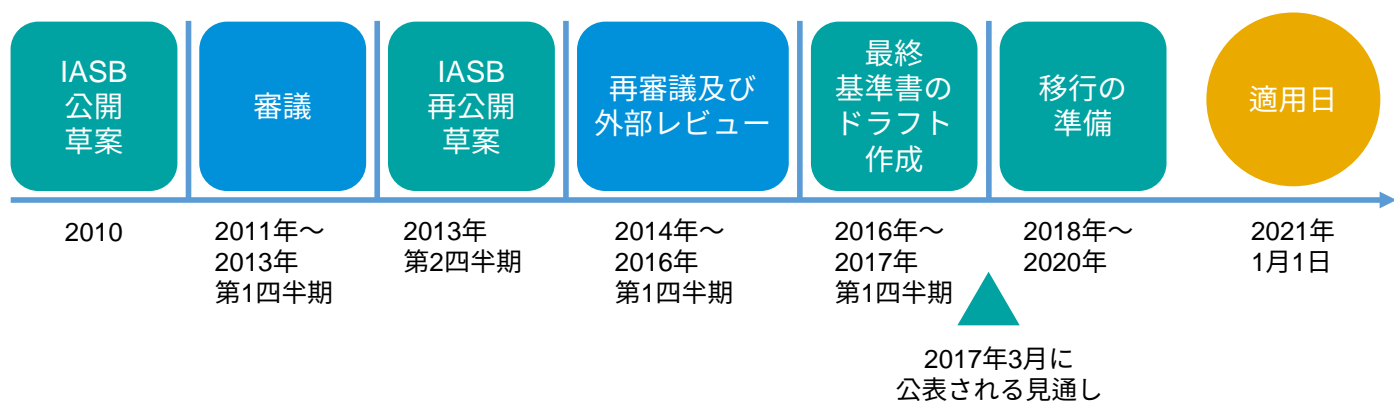 IASB
公開
草案
審議
IASB
再公開
草案
再審議及び
外部レビュー
最終
基準書の
ドラフト
作成
移行の
準備
適用日
2010
2011年～
2013年
第1四半期
2013年
第2四半期
2014年～
2016年
第1四半期
2016年～
2017年
第1四半期
2018年～
2020年
2021年
1月1日
2017年3月に
公表される見通し